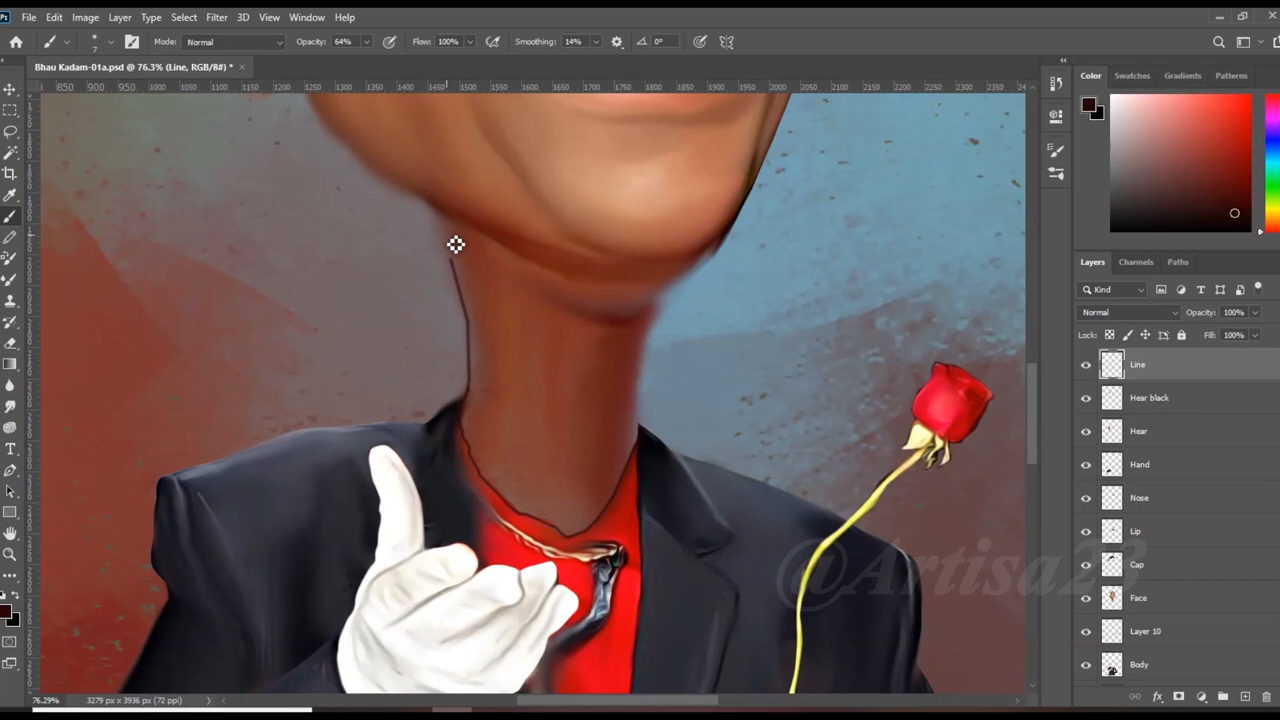 Ps File Edit Image Layer Type Select Filter 3D View Window Help
7 Mode: Normal Opacity: 64% Flow: 100% Smoothing: 14% 0°
Bhau Kadam-01a.psd @ 76.3% (Line, RGB/8#) * ×
850 900 950 1000 1050 1100 1150 1200 1250 1300 1350 1400 1450 1500 1550 1600 1650 1700 1750 1800 1850 1900 1950 2000 2050 2100 2150 2200 2250 2300 2350
Color Swatches Gradients Patterns
Layers Channels Paths
Kind
Normal Opacity: 100%
Lock: Fill: 100%
Line
Hear black
Hear
Hand
Nose
Lip
Cap
Face
Layer 10
Body
@Artisa23
76.29% 3279 px x 3936 px (72 ppi)